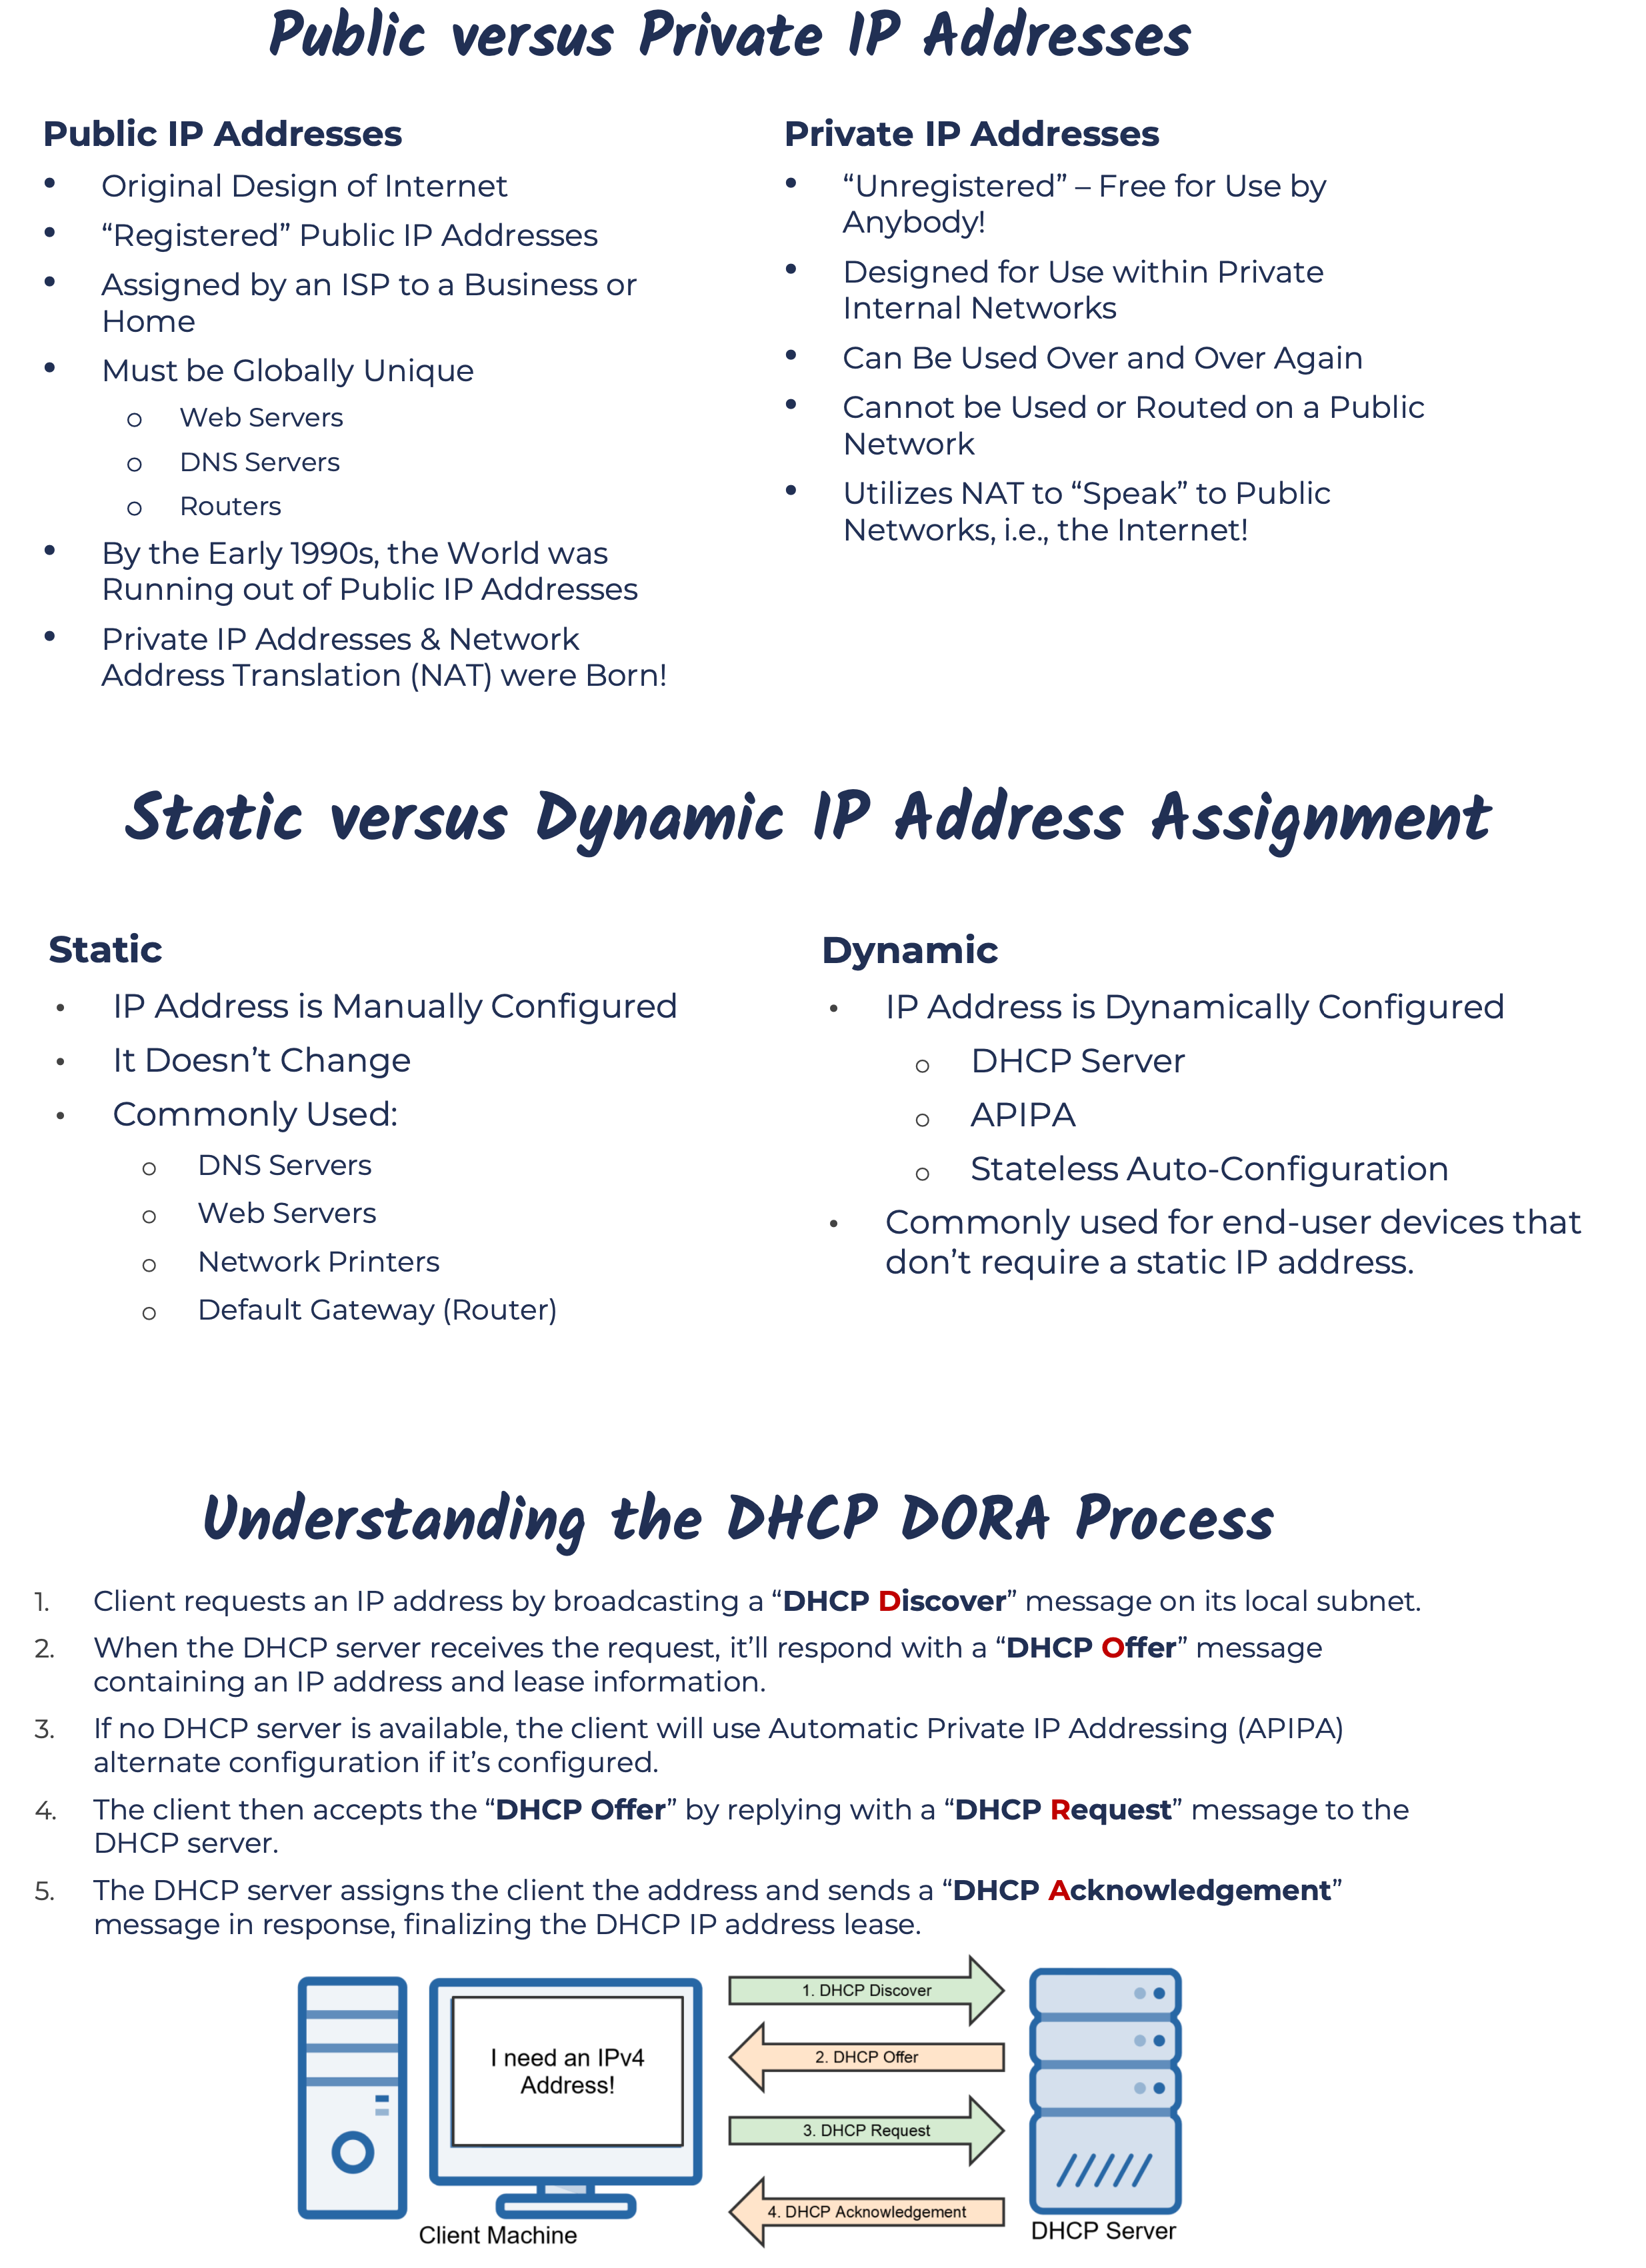 Public versus Private IP Addresses
Public IP Addresses
• Original Design of Internet
• “Registered” Public IP Addresses
• Assigned by an ISP to a Business or
Home
• Must be Globally Unique
o Web Servers
o DNS Servers
o Routers
• By the Early 1990s, the World was
Running out of Public IP Addresses
• Private IP Addresses & Network
Address Translation (NAT) were Born!
Private IP Addresses
• “Unregistered” – Free for Use by
Anybody!
• Designed for Use within Private
Internal Networks
• Can Be Used Over and Over Again
• Cannot be Used or Routed on a Public
Network
• Utilizes NAT to “Speak” to Public
Networks, i.e., the Internet!
Static versus Dynamic IP Address Assignment
Static
• IP Address is Manually Configured
• It Doesn’t Change
• Commonly Used:
o DNS Servers
o Web Servers
o Network Printers
o Default Gateway (Router)
Dynamic
• IP Address is Dynamically Configured
o DHCP Server
o APIPA
o Stateless Auto-Configuration
• Commonly used for end-user devices that
don’t require a static IP address.
Understanding the DHCP DORA Process
1. Client requests an IP address by broadcasting a “DHCP Discover” message on its local subnet.
2. When the DHCP server receives the request, it’ll respond with a “DHCP Offer” message
containing an IP address and lease information.
3. If no DHCP server is available, the client will use Automatic Private IP Addressing (APIPA)
alternate configuration if it’s configured.
4. The client then accepts the “DHCP Offer” by replying with a “DHCP Request” message to the
DHCP server.
5. The DHCP server assigns the client the address and sends a “DHCP Acknowledgement”
message in response, finalizing the DHCP IP address lease.
I need an IPv4
Address!
Client Machine
1. DHCP Discover
2. DHCP Offer
3. DHCP Request
4. DHCP Acknowledgement
DHCP Server